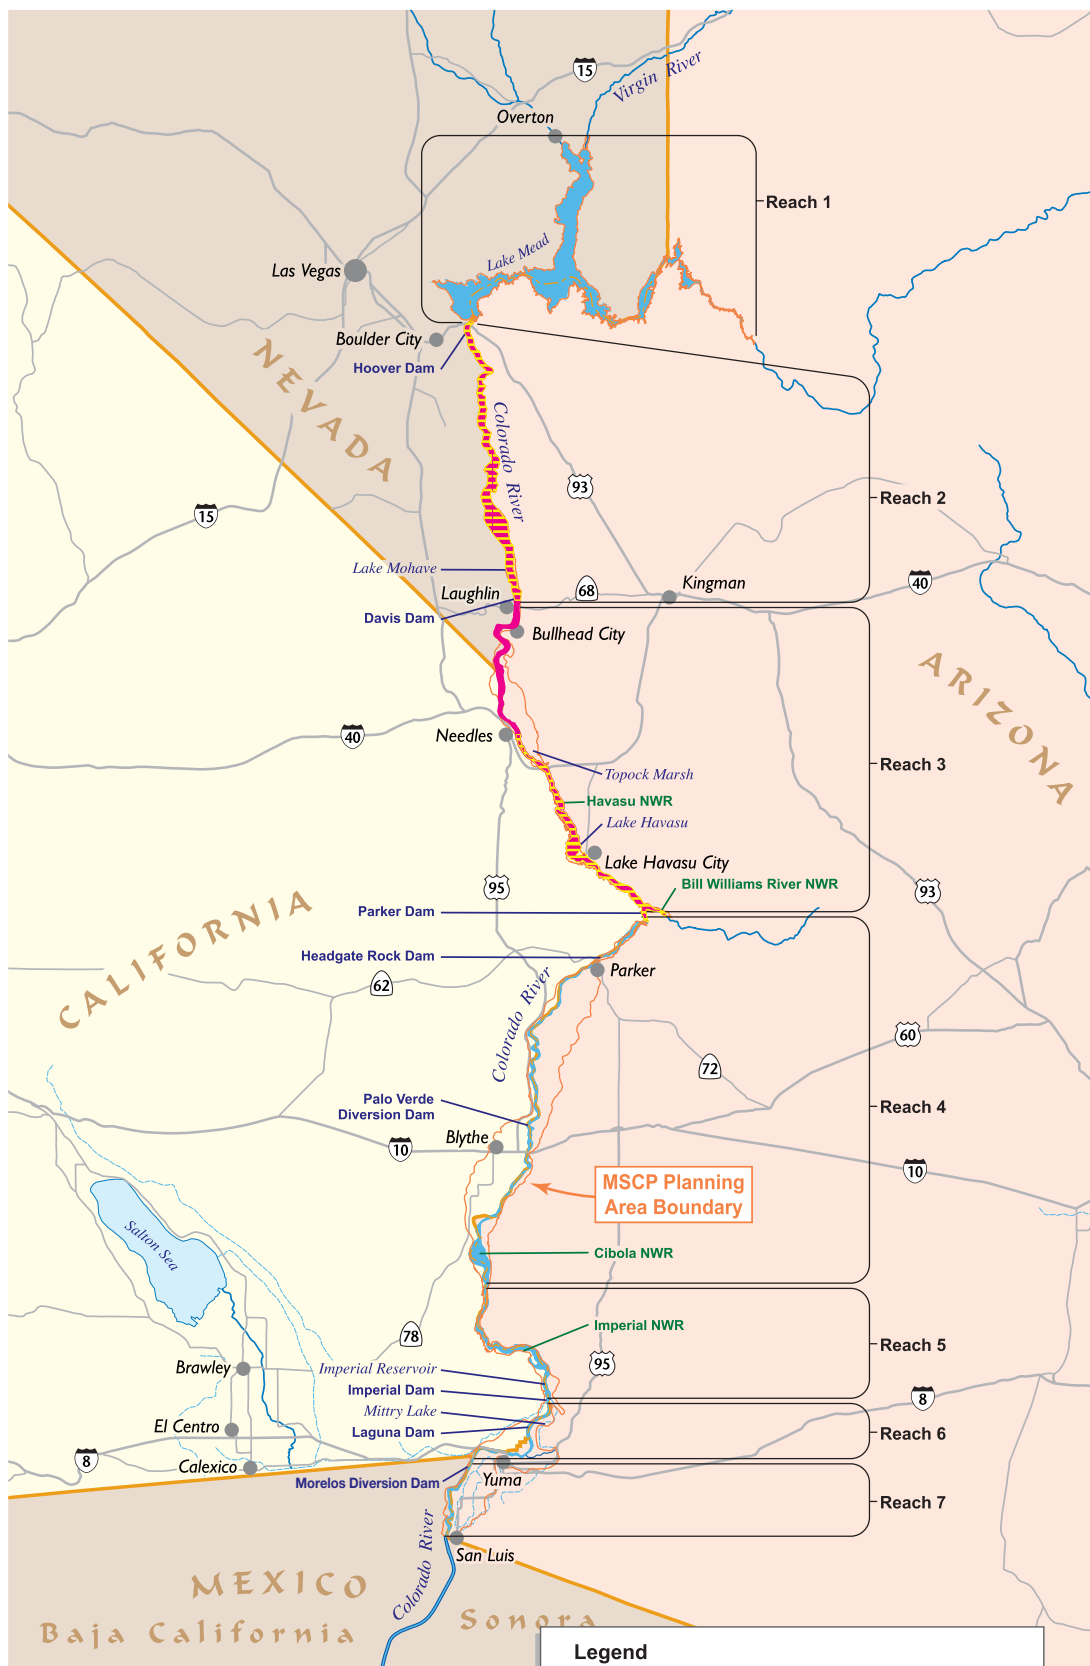 15
Virgin River
Overton
Reach 1
Lake Mead
Las Vegas
Boulder City
Hoover Dam
NEVADA
Colorado River
93
Reach 2
15
Lake Mohave
Laughlin
68
Kingman
40
Davis Dam
Bullhead City
ARIZONA
Needles
40
Reach 3
Topock Marsh
Havasu NWR
Lake Havasu
Lake Havasu City
95
Bill Williams River NWR
93
CALIFORNIA
Parker Dam
Headgate Rock Dam
Parker
62
Colorado River
60
72
Palo Verde
Diversion Dam
Reach 4
Blythe
10
10
MSCP Planning
Area Boundary
Salton Sea
Cibola NWR
Imperial NWR
78
Reach 5
95
Brawley
Imperial Reservoir
Imperial Dam
8
Mittry Lake
El Centro
Laguna Dam
Reach 6
8
Calexico
Morelos Diversion Dam
Yuma
Reach 7
Colorado River
San Luis
MEXICO
Baja California
Sonora
Legend